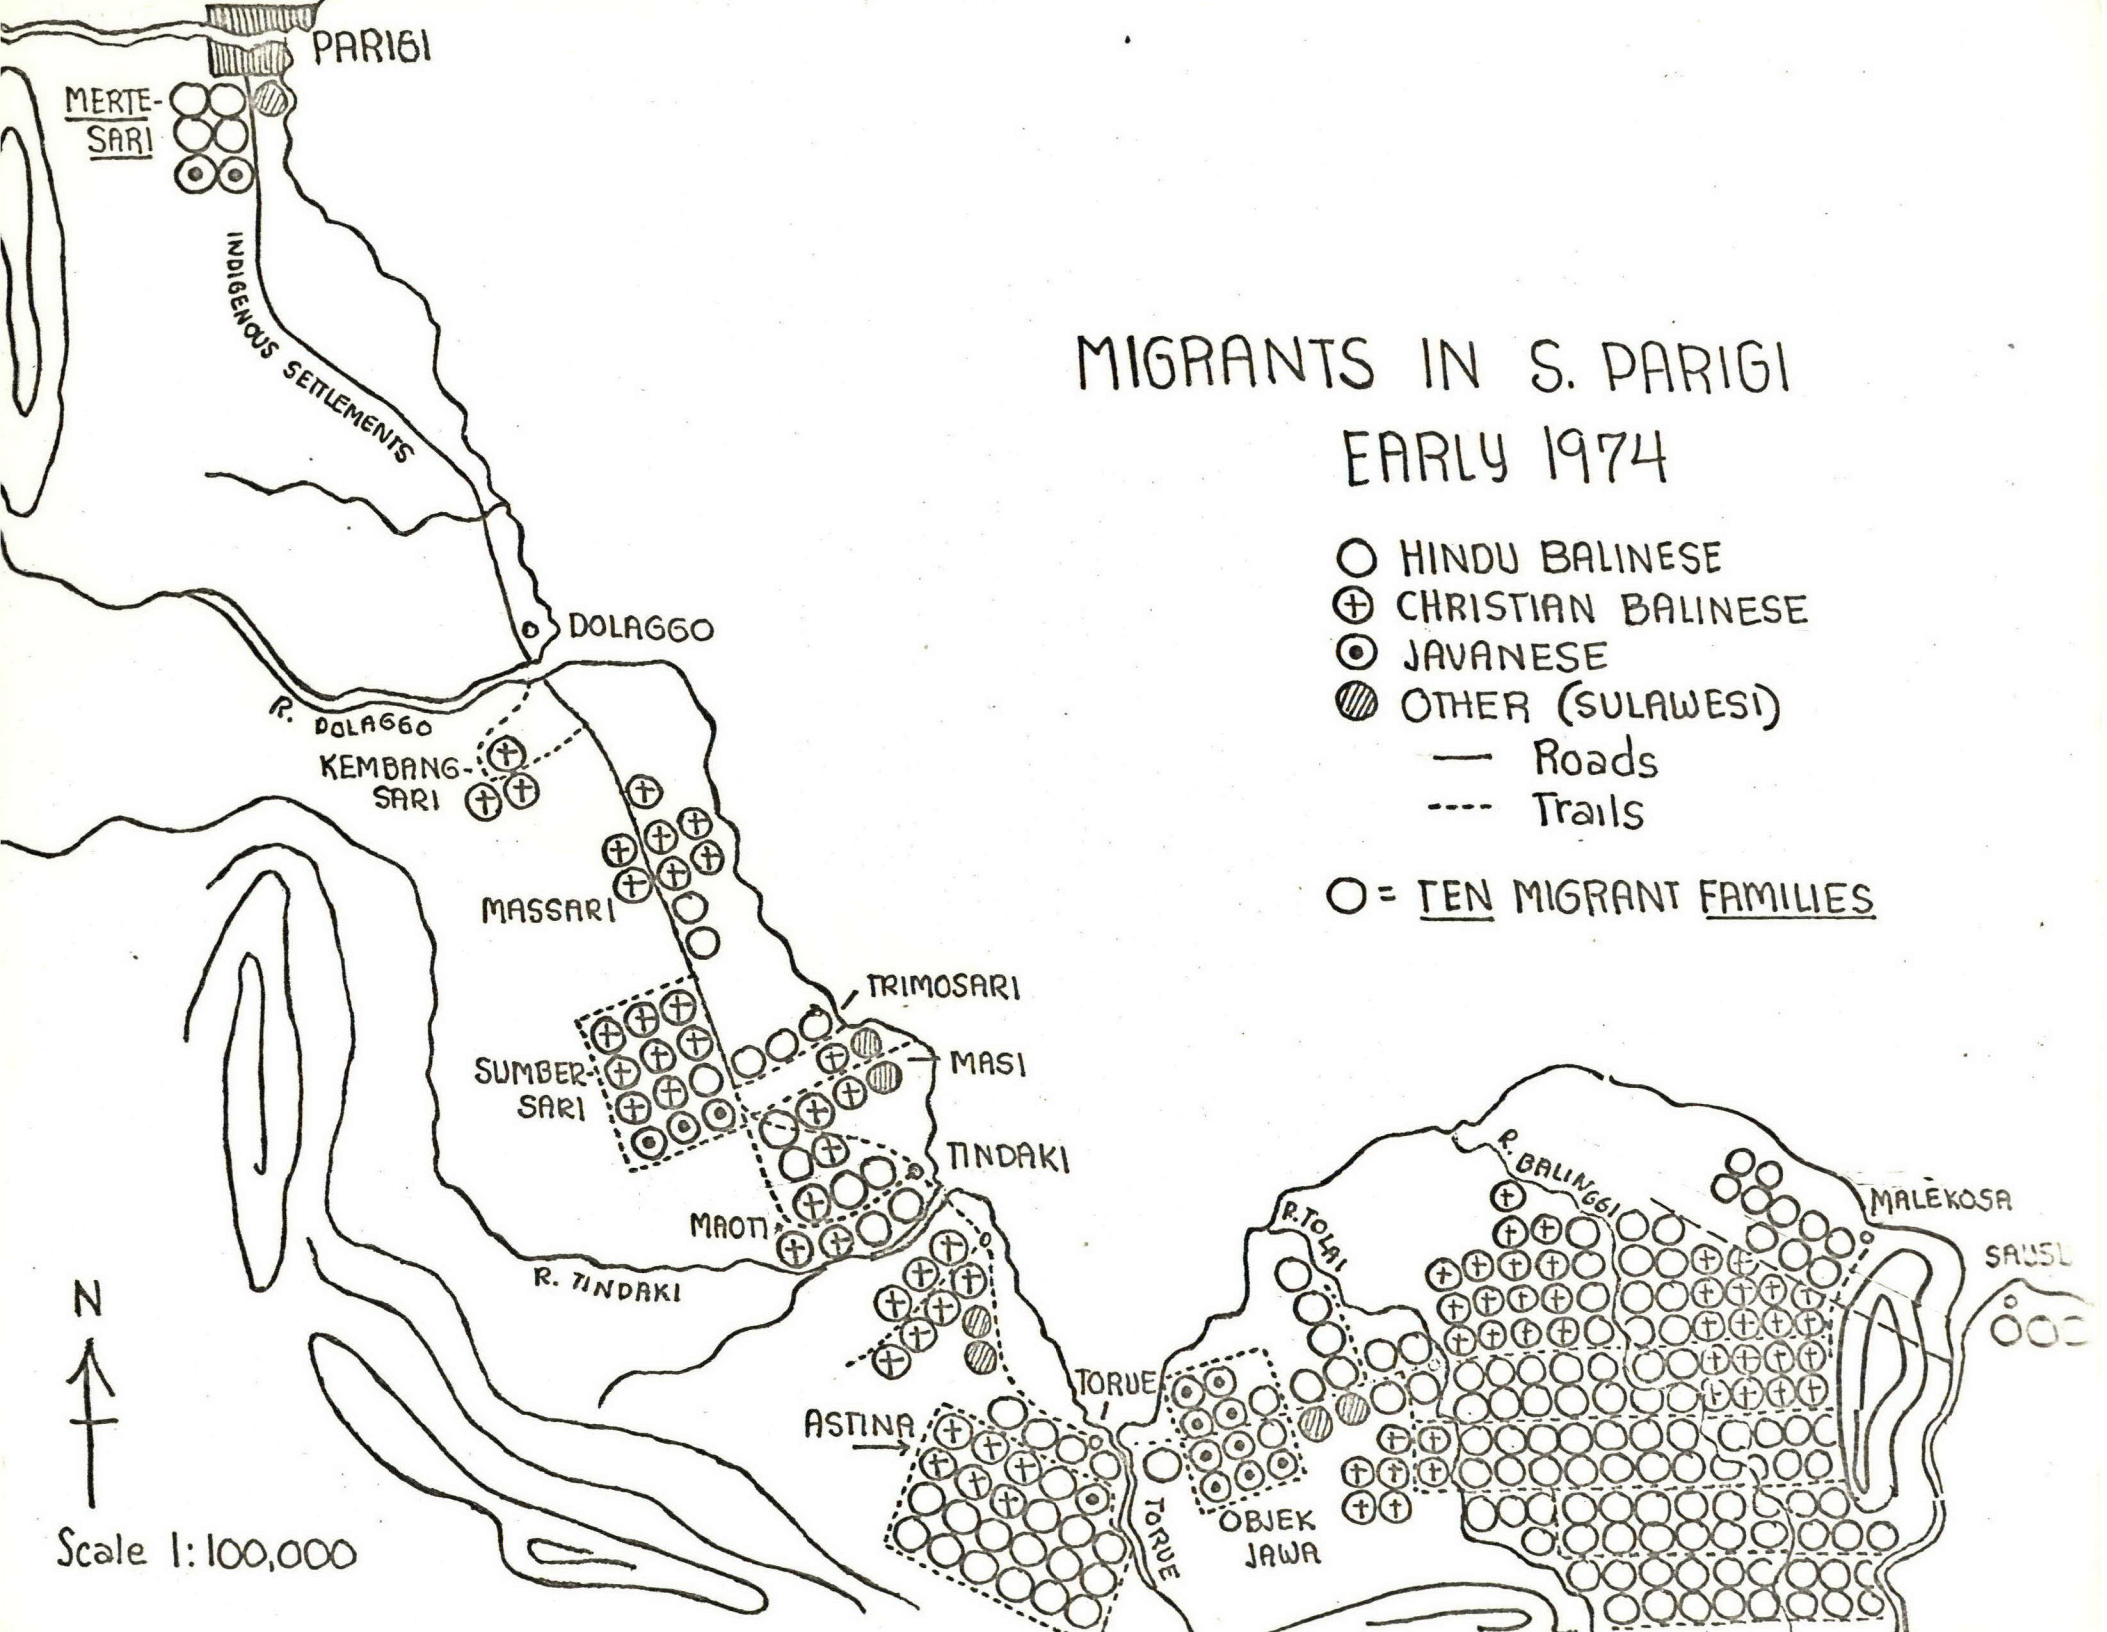 PARIGI
MERTE-
SARI
INDIGENOUS SETTLEMENTS
MIGRANTS IN S. PARIGI
EARLY 1974
HINDU BALINESE
CHRISTIAN BALINESE
JAVANESE
OTHER (SULAWESI)
Roads
Trails
O = TEN MIGRANT FAMILIES
DOLAGGO
R. DOLAGGO
KEMBANG-
SARI
MASSARI
TRIMOSARI
SUMBER-
SARI
MASI
TINDAKI
MAOTI
R. TINDAKI
R. BALINGGI
MALÈKOSA
R. TOLAI
TORUE
ASTINA
TORUE
OBJEK
JAWA
N
Scale 1:100,000